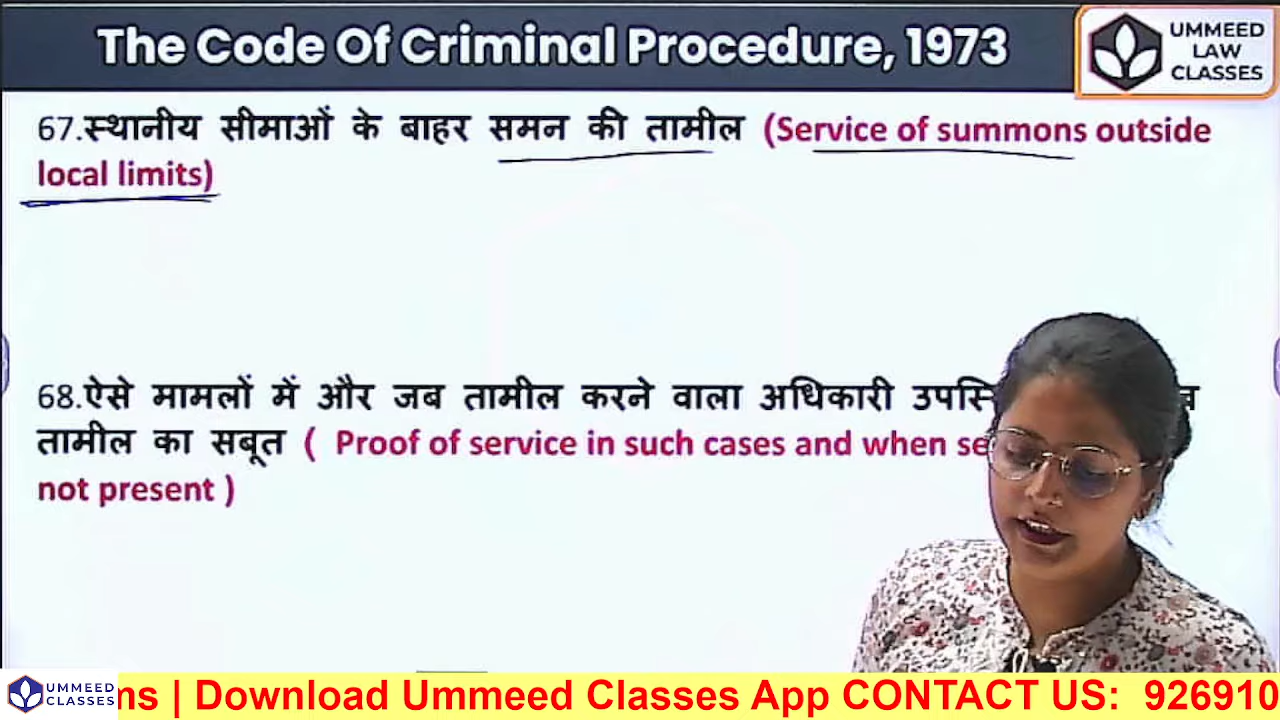 The Code Of Criminal Procedure, 1973
UMMEED
LAW
CLASSES
67.स्थानीय सीमाओं के बाहर समन की तामील (Service of summons outside
local limits)
68.ऐसे मामलों में और जब तामील करने वाला अधिकारी
तामील का सबूत ( Proof of service in such cases and when
not present )
UMMEED
CLASSES
| Download Ummeed Classes App CONTACT US: 926910